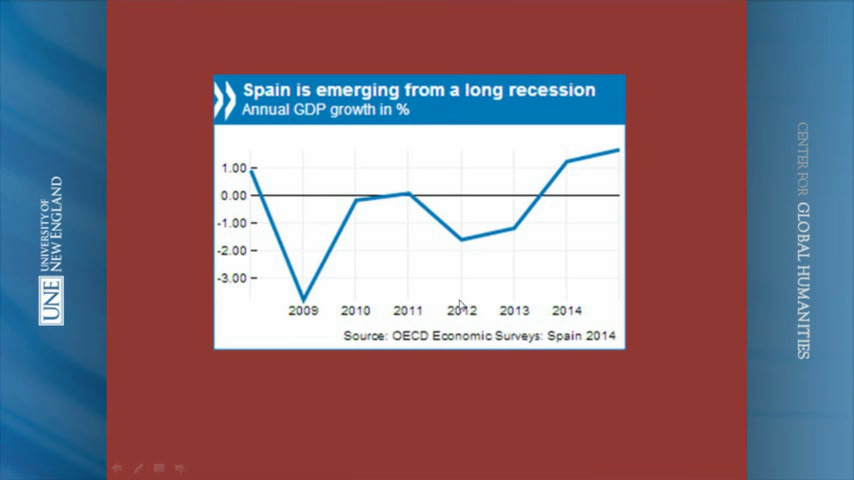 Spain is emerging from a long recession
Annual GDP growth in %
1.00
0.00
-1.00
-2.00
-3.00
2009 2010 2011 2012 2013 2014
Source: OECD Economic Surveys: Spain 2014
UNE UNIVERSITY OF
NEW ENGLAND
CENTER FOR GLOBAL HUMANITIES